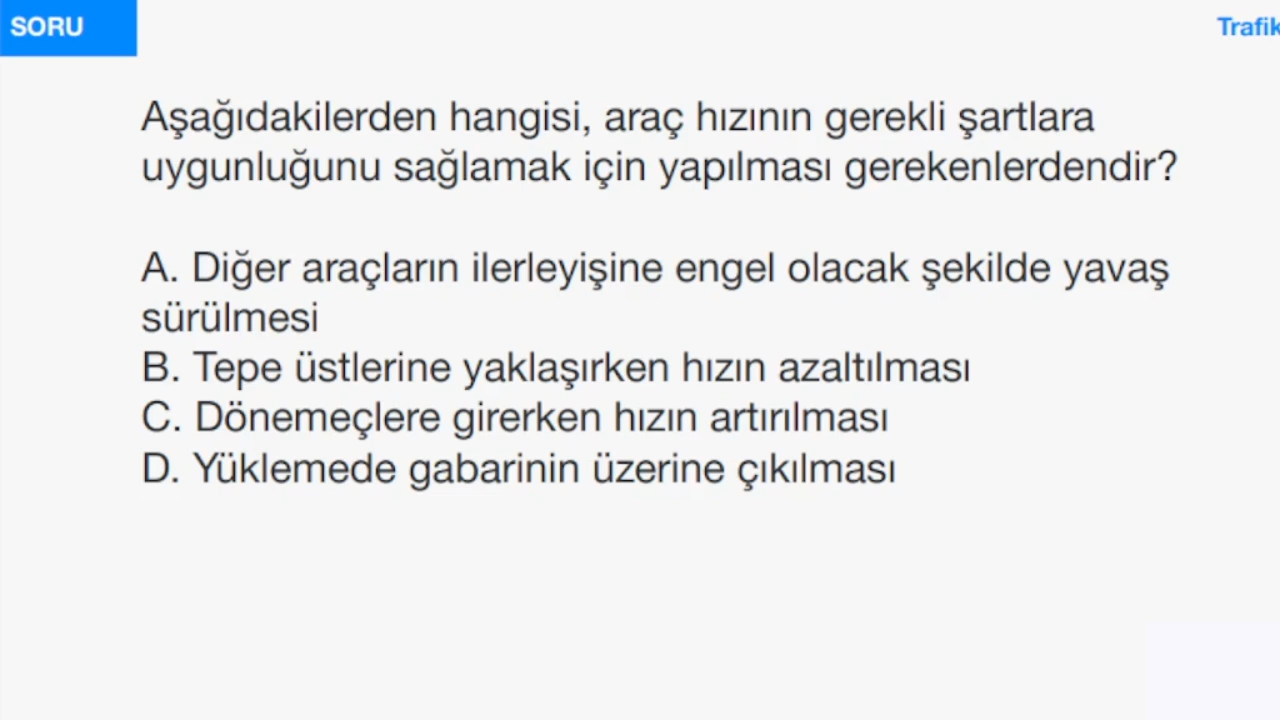 SORU
Trafik
Aşağıdakilerden hangisi, araç hızının gerekli şartlara
uygunluğunu sağlamak için yapılması gerekenlerdendir?
A. Diğer araçların ilerleyişine engel olacak şekilde yavaş
sürülmesi
B. Tepe üstlerine yaklaşırken hızın azaltılması
C. Dönemeçlere girerken hızın artırılması
D. Yüklemede gabarinin üzerine çıkılması